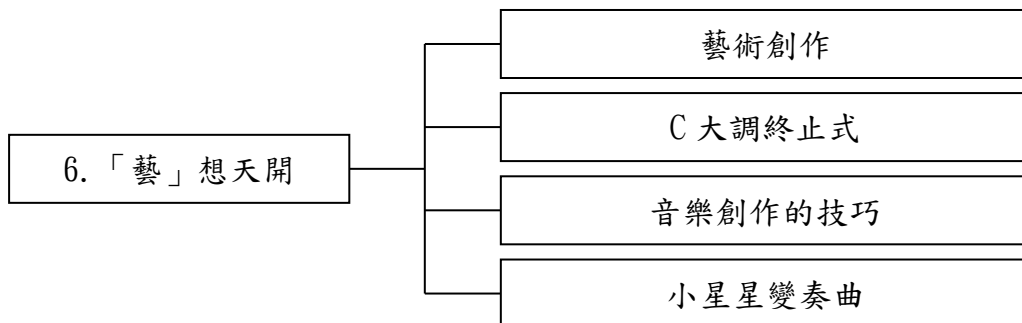 藝術創作
C 大調終止式
6.「藝」想天開
音樂創作的技巧
小星星變奏曲